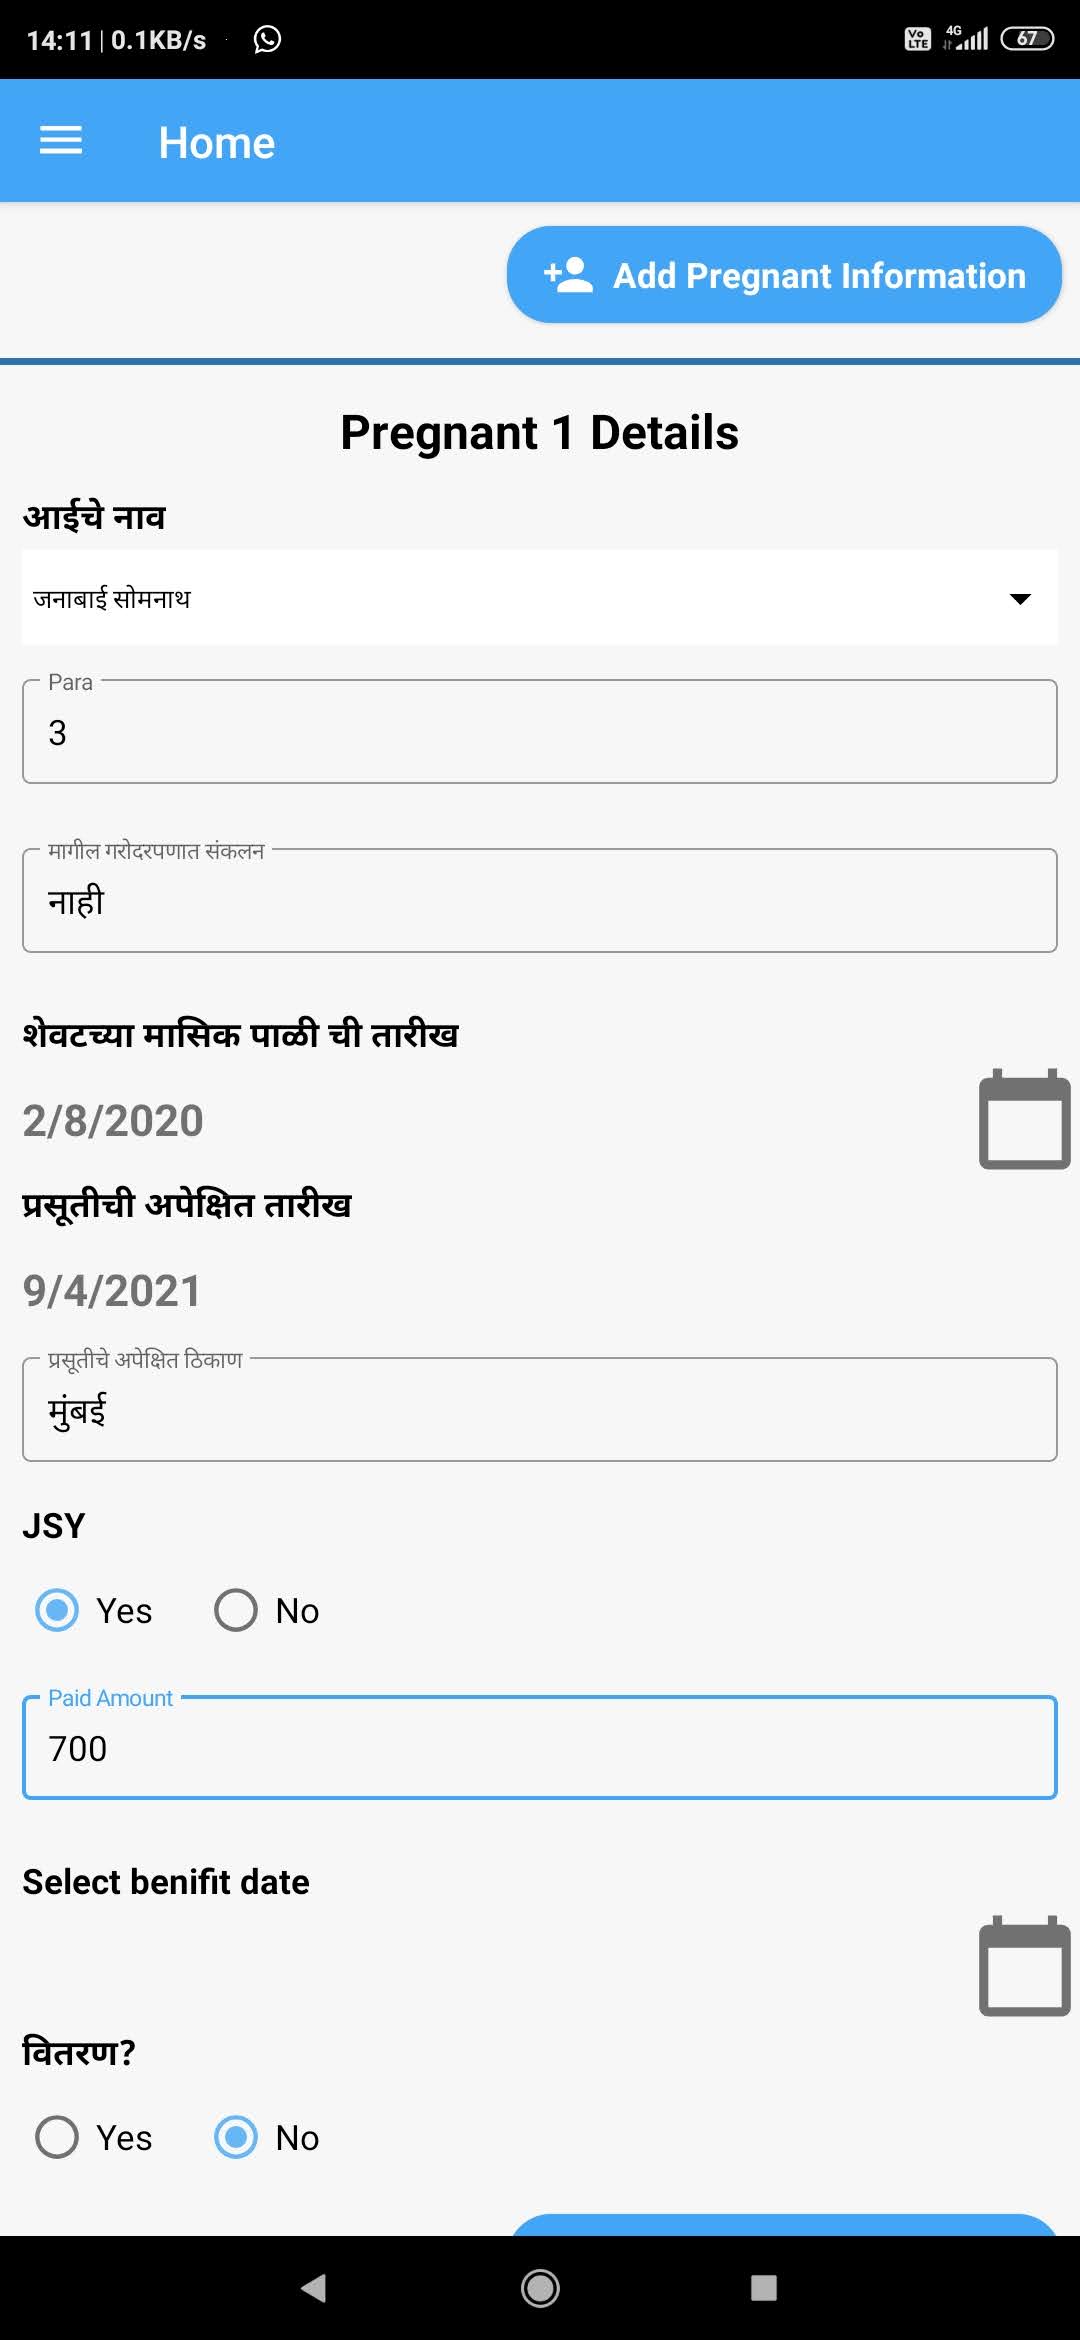 14:11 | 0.1KB/s
Vo LTE 4G 67
Home
Add Pregnant Information
Pregnant 1 Details
आईचे नाव
जनाबाई सोमनाथ
Para
3
मागील गरोदरपणात संकलन
नाही
शेवटच्या मासिक पाळी ची तारीख
2/8/2020
प्रसूतीची अपेक्षित तारीख
9/4/2021
प्रसूतीचे अपेक्षित ठिकाण
मुंबई
JSY
Yes No
Paid Amount
700
Select benifit date
वितरण?
Yes No